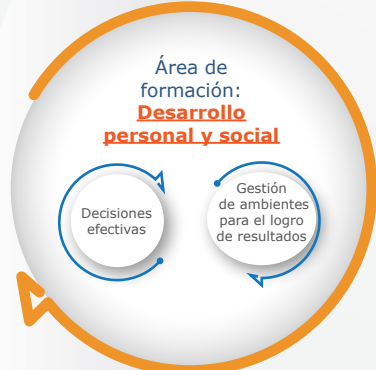 Área de
formación:
Desarrollo
personal y social
Decisiones
efectivas
Gestión
de ambientes
para el logro
de resultados